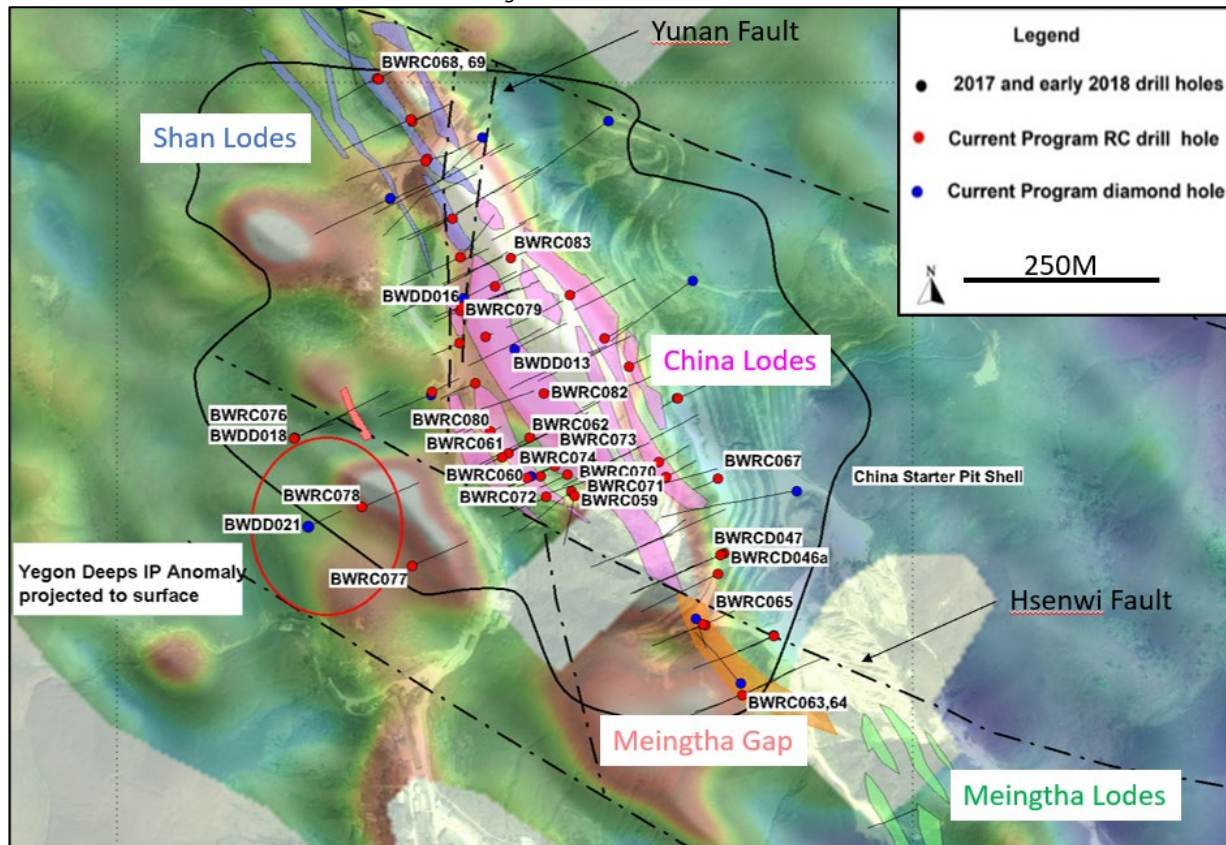 Yunan Fault
Legend
2017 and early 2018 drill holes
Current Program RC drill hole
Current Program diamond hole
N
250M
BWRC068, 69
Shan Lodes
BWRC083
BWDD016
BWRC079
BWDD013
China Lodes
BWRC082
BWRC076
BWDD018
BWRC080
BWRC062
BWRC061
BWRC073
BWRC074
BWRC060
BWRC070
BWRC067
BWRC071
China Starter Pit Shell
BWRC072
BWRC059
BWRC078
BWDD021
BWRCD047
BWRCD046a
Yegon Deeps IP Anomaly
projected to surface
BWRC077
BWRC065
Hsenwi Fault
BWRC063,64
Meingtha Gap
Meingtha Lodes